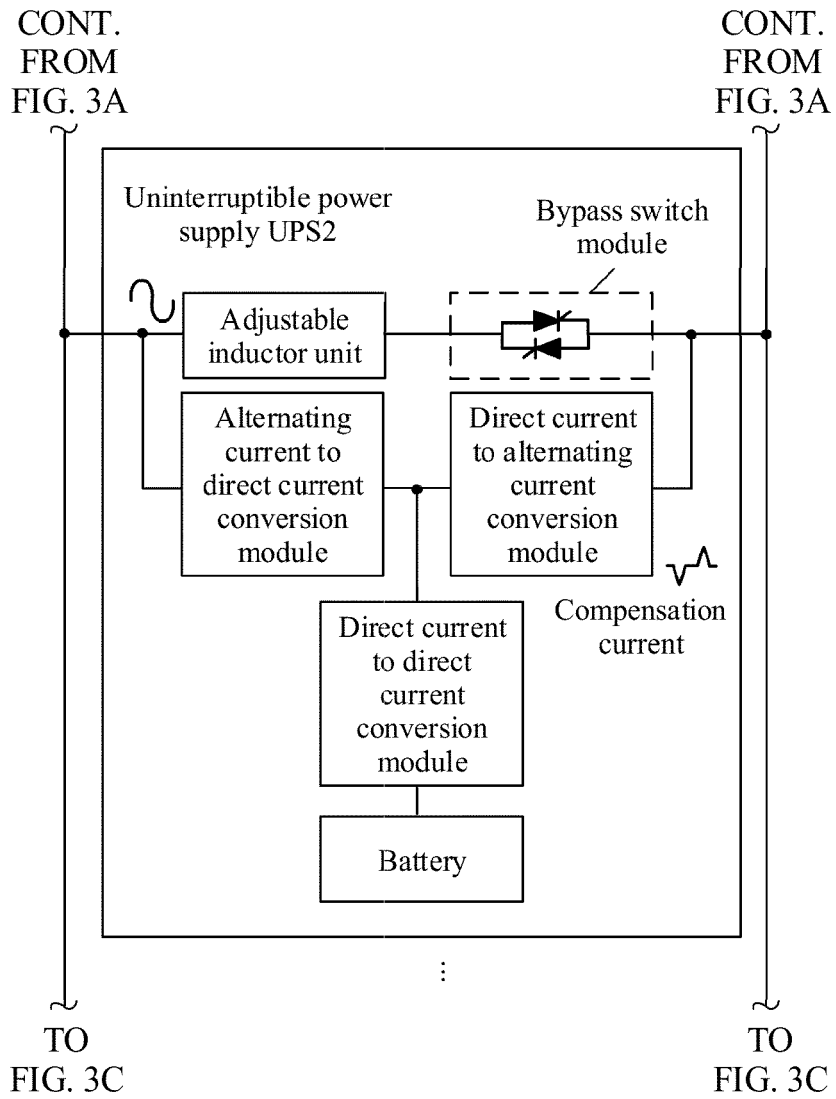 CONT.
FROM
FIG. 3A
CONT.
FROM
FIG. 3A
Uninterruptible power
supply UPS2
Bypass switch
module
Adjustable
inductor unit
Alternating
current to
direct current
conversion
module
Direct current
to alternating
current
conversion
module
Compensation
current
Direct current
to direct
current
conversion
module
Battery
...
TO
FIG. 3C
TO
FIG. 3C